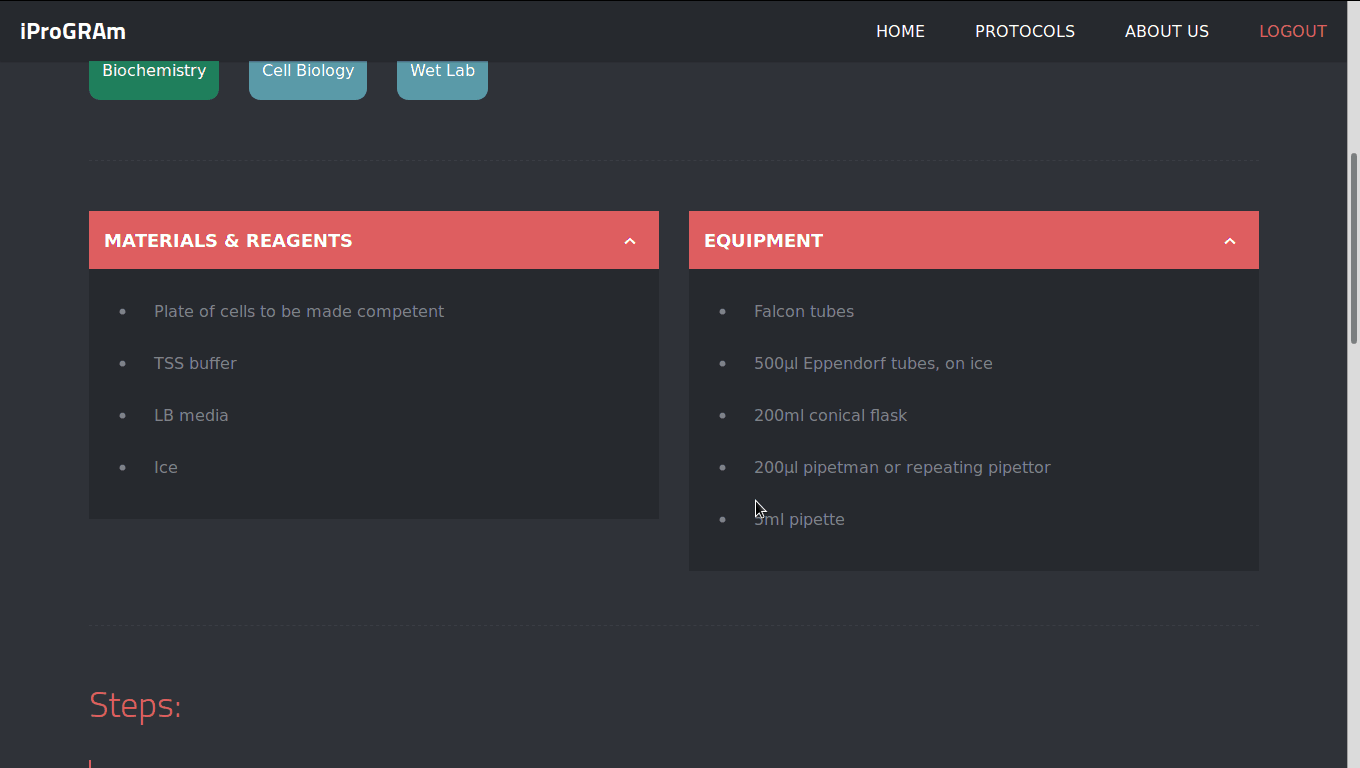 iProGRAm
HOME PROTOCOLS ABOUT US LOGOUT
Biochemistry Cell Biology Wet Lab
MATERIALS & REAGENTS
Plate of cells to be made competent
TSS buffer
LB media
Ice
EQUIPMENT
Falcon tubes
500µl Eppendorf tubes, on ice
200ml conical flask
200µl pipetman or repeating pipettor
5ml pipette
Steps: